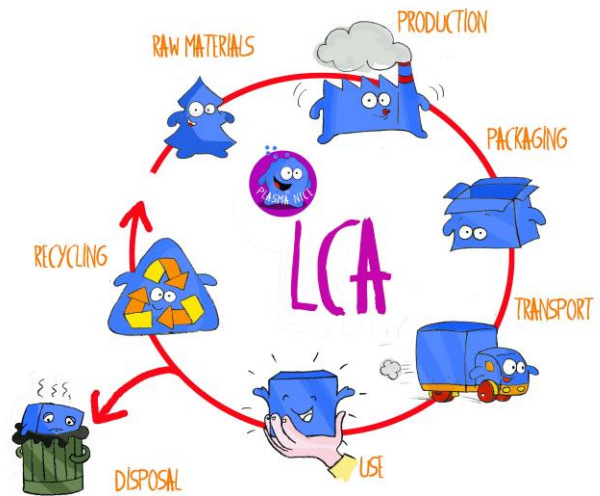 RAW MATERIALS
PRODUCTION
PACKAGING
PLASMA NICE
LCA
RECYCLING
TRANSPORT
USE
DISPOSAL